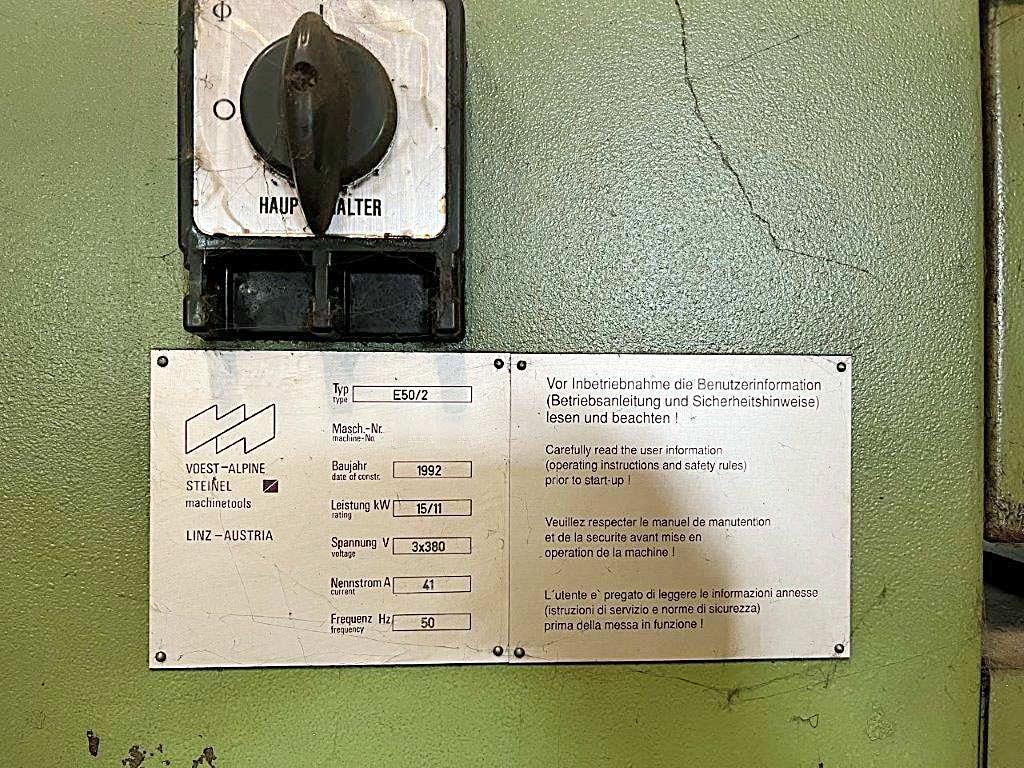 HAUP ALTER
VOEST-ALPINE
STEINEL
machinetools
LINZ-AUSTRIA
Typ
type
E50/2
Masch.-Nr.
machine-No.
Baujahr
date of constr.
1992
Leistung kW
rating
15/11
Spannung V
voltage
3x380
Nennstrom A
current
41
Frequenz Hz
frequency
50
Vor Inbetriebnahme die Benutzerinformation
(Betriebsanleitung und Sicherheitshinweise)
lesen und beachten !
Carefully read the user information
(operating instructions and safety rules)
prior to start-up !
Veuillez respecter le manuel de manutention
et de la securite avant mise en
operation de la machine !
L´utente e` pregato di leggere le informazioni annesse
(istruzioni di servizio e norme di sicurezza)
prima della messa in funzione !